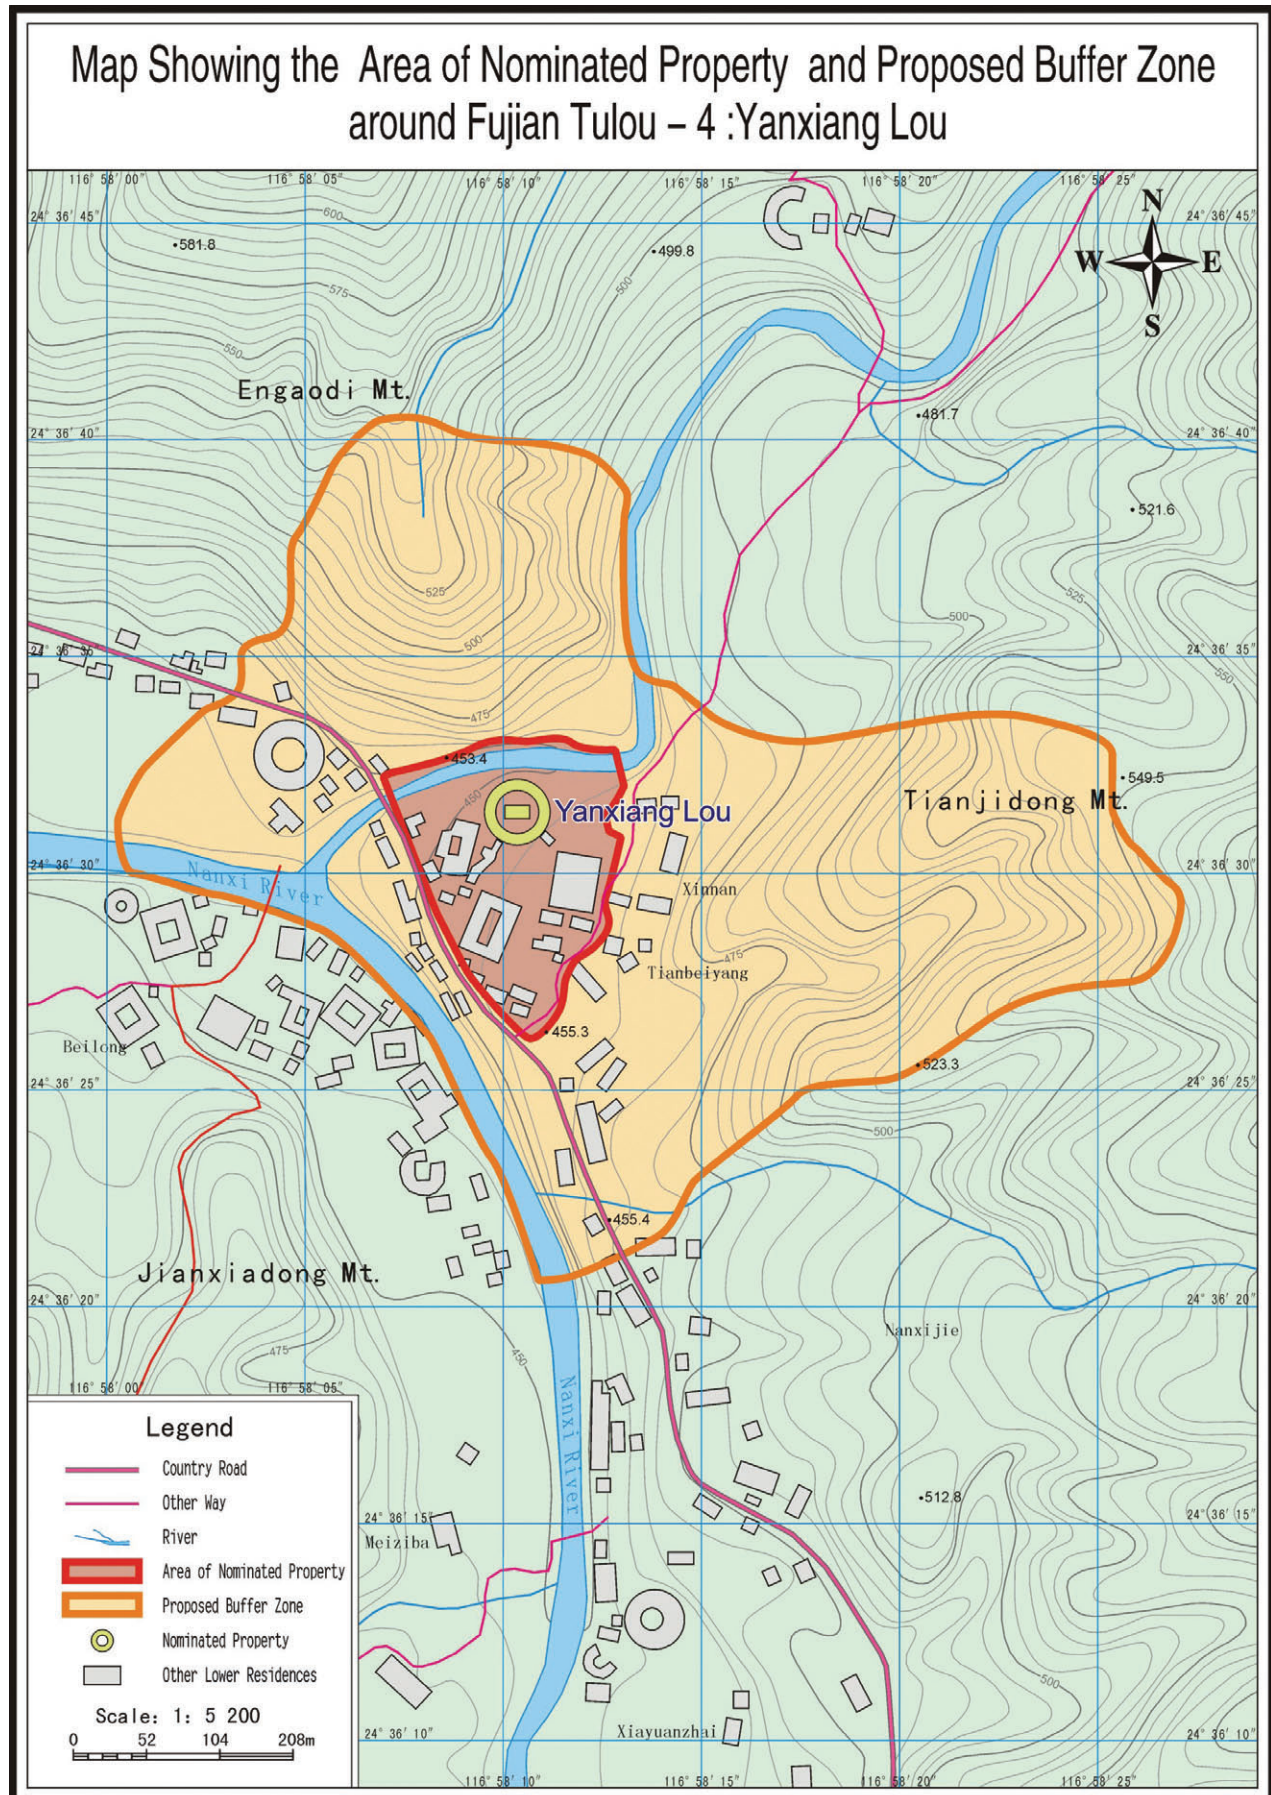 Map Showing the Area of Nominated Property and Proposed Buffer Zone
around Fujian Tulou – 4 :Yanxiang Lou
116° 58′ 00″
116° 58′ 05″
116° 58′ 10″
116° 58′ 15″
116° 58′ 20″
116° 58′ 25″
24° 36′ 45″
600
581.8
499.8
N
W
E
S
24° 36′ 45″
575
500
550
Engaodi Mt.
481.7
24° 36′ 40″
24° 36′ 40″
521.6
525
525
500
500
24° 36′ 35″
24° 36′ 35″
550
475
453.4
450
Yanxiang Lou
549.5
Tianjidong Mt.
24° 36′ 30″
24° 36′ 30″
Nanxi River
Xinnan
475
Tianbeiyang
455.3
Beilong
523.3
24° 36′ 25″
24° 36′ 25″
500
455.4
Jianxiadong Mt.
24° 36′ 20″
24° 36′ 20″
Nanxijie
475
450
116° 58′ 00″
116° 58′ 05″
Nanxi River
Legend
Country Road
Other Way
River
Area of Nominated Property
Proposed Buffer Zone
Nominated Property
Other Lower Residences
Scale: 1: 5 200
0 52 104 208m
512.8
24° 36′ 15″
24° 36′ 15″
Meiziba
500
Xiayuanzhai
24° 36′ 10″
24° 36′ 10″
116° 58′ 10″
116° 58′ 15″
116° 58′ 20″
116° 58′ 25″